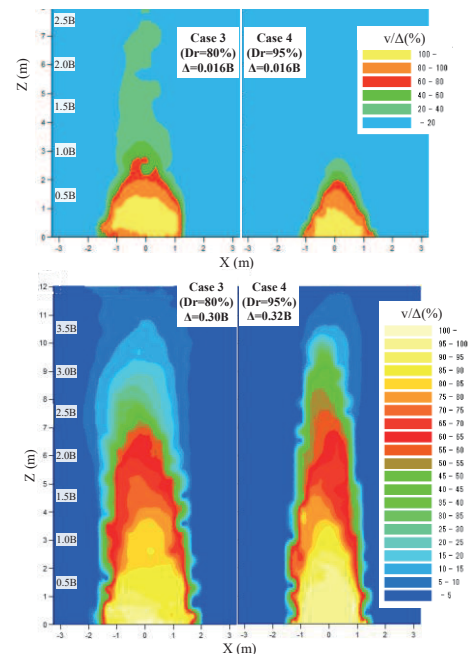 2.5B
2.0B
1.5B
1.0B
0.5B
Z (m)
8
7
6
5
4
3
2
1
0
Case 3
(Dr=80%)
Δ=0.016B
Case 4
(Dr=95%)
Δ=0.016B
v/Δ(%)
100 -
80 - 100
60 - 80
40 - 60
20 - 40
- 20
-3 -2 -1 0 1 2 3 -3 -2 -1 0 1 2 3
X (m)
Z (m)
12
11
10
9
8
7
6
5
4
3
2
1
0
3.5B
3.0B
2.5B
2.0B
1.5B
1.0B
0.5B
Case 3
(Dr=80%)
Δ=0.30B
Case 4
(Dr=95%)
Δ=0.32B
v/Δ(%)
100 -
95 - 100
90 - 95
85 - 90
80 - 85
75 - 80
70 - 75
65 - 70
60 - 65
55 - 60
50 - 55
45 - 50
40 - 45
35 - 40
30 - 35
25 - 30
20 - 25
15 - 20
10 - 15
5 - 10
- 5
-3 -2 -1 0 1 2 3 -3 -2 -1 0 1 2 3
X (m)